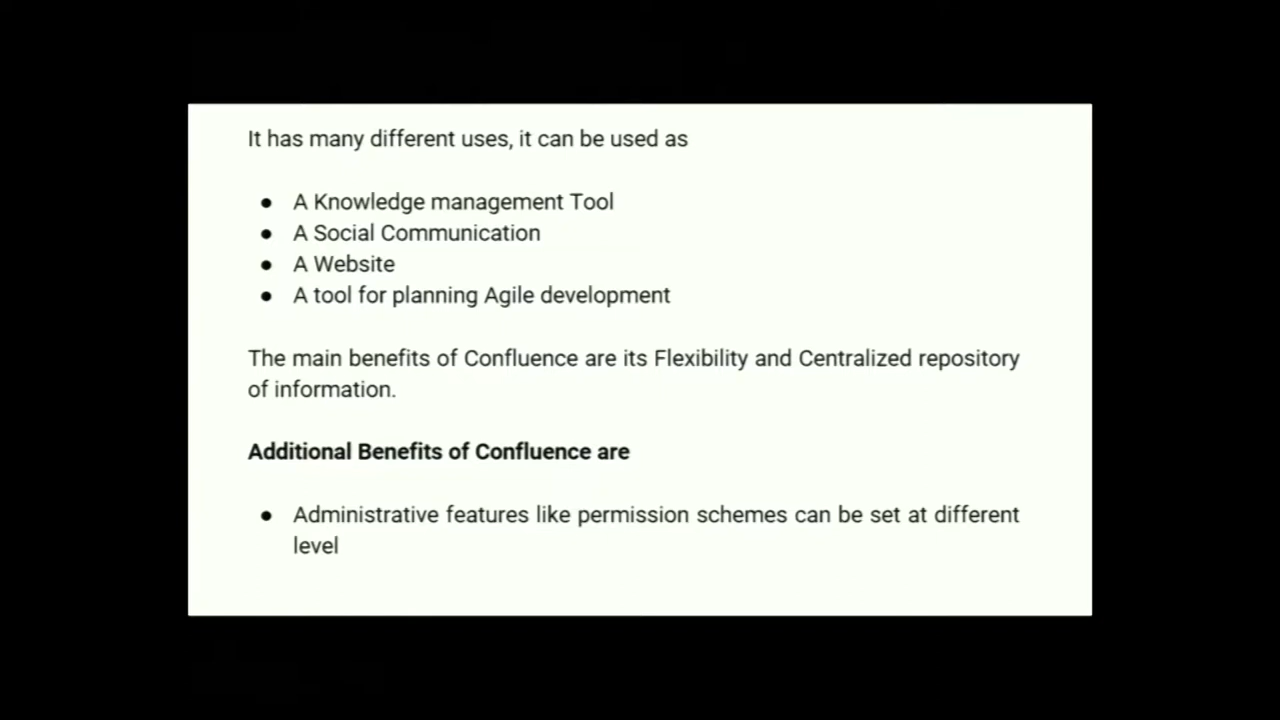 It has many different uses, it can be used as
● A Knowledge management Tool
● A Social Communication
● A Website
● A tool for planning Agile development
The main benefits of Confluence are its Flexibility and Centralized repository
of information.
Additional Benefits of Confluence are
● Administrative features like permission schemes can be set at different
level